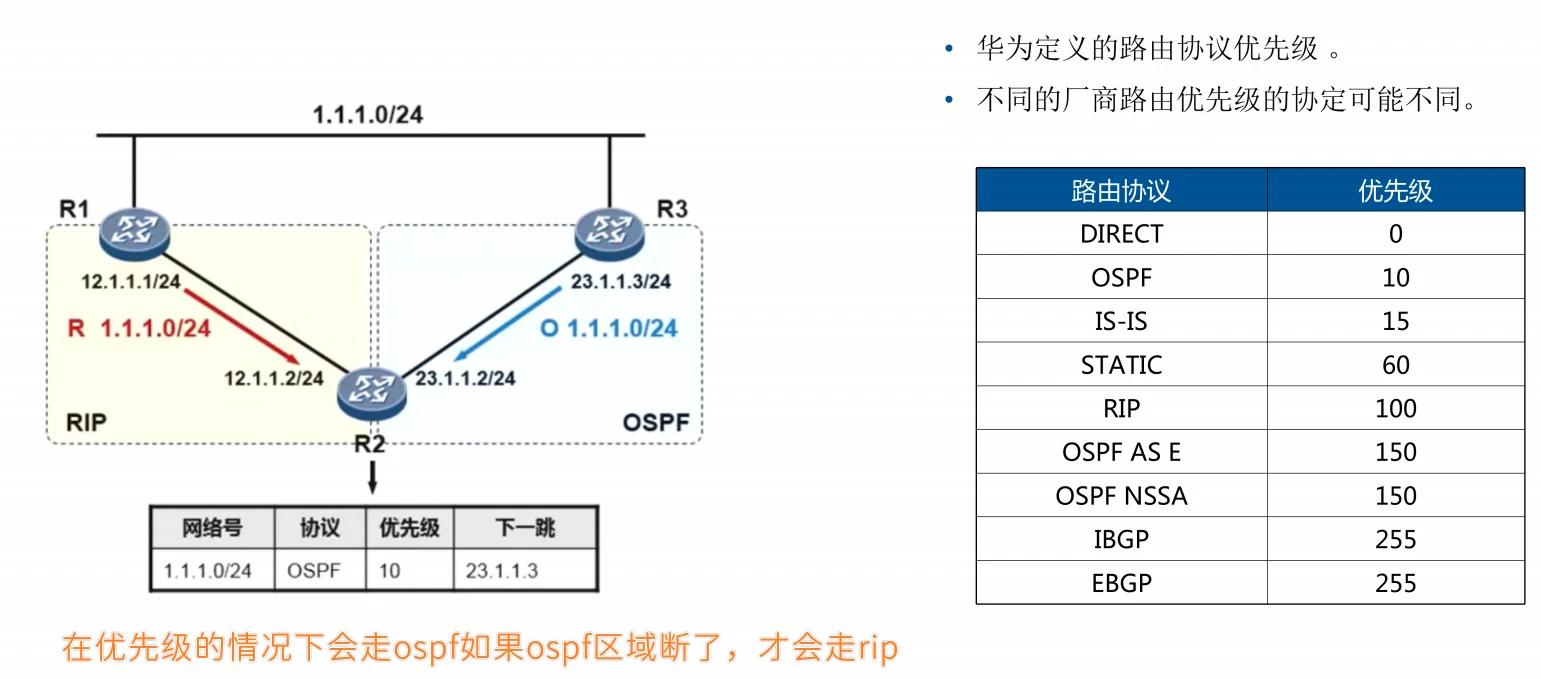 • 华为定义的路由协议优先级 。
• 不同的厂商路由优先级的协定可能不同。
1.1.1.0/24
R1
R3
12.1.1.1/24
23.1.1.3/24
R 1.1.1.0/24
O 1.1.1.0/24
12.1.1.2/24
23.1.1.2/24
RIP
OSPF
R2
网络号 协议 优先级 下一跳
1.1.1.0/24 OSPF 10 23.1.1.3
路由协议 优先级
DIRECT 0
OSPF 10
IS-IS 15
STATIC 60
RIP 100
OSPF AS E 150
OSPF NSSA 150
IBGP 255
EBGP 255
在优先级的情况下会走ospf如果ospf区域断了，才会走rip